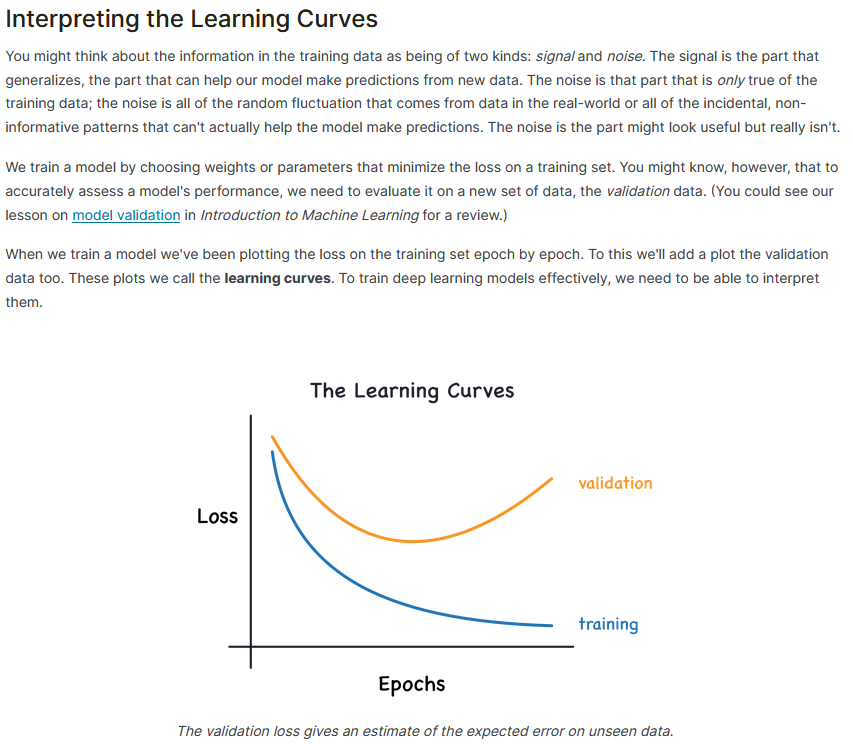 Interpreting the Learning Curves
You might think about the information in the training data as being of two kinds: signal and noise. The signal is the part that
generalizes, the part that can help our model make predictions from new data. The noise is that part that is only true of the
training data; the noise is all of the random fluctuation that comes from data in the real-world or all of the incidental, non-
informative patterns that can't actually help the model make predictions. The noise is the part might look useful but really isn't.
We train a model by choosing weights or parameters that minimize the loss on a training set. You might know, however, that to
accurately assess a model's performance, we need to evaluate it on a new set of data, the validation data. (You could see our
lesson on model validation in Introduction to Machine Learning for a review.)
When we train a model we've been plotting the loss on the training set epoch by epoch. To this we'll add a plot the validation
data too. These plots we call the learning curves. To train deep learning models effectively, we need to be able to interpret
them.
The Learning Curves
validation
Loss
training
Epochs
The validation loss gives an estimate of the expected error on unseen data.